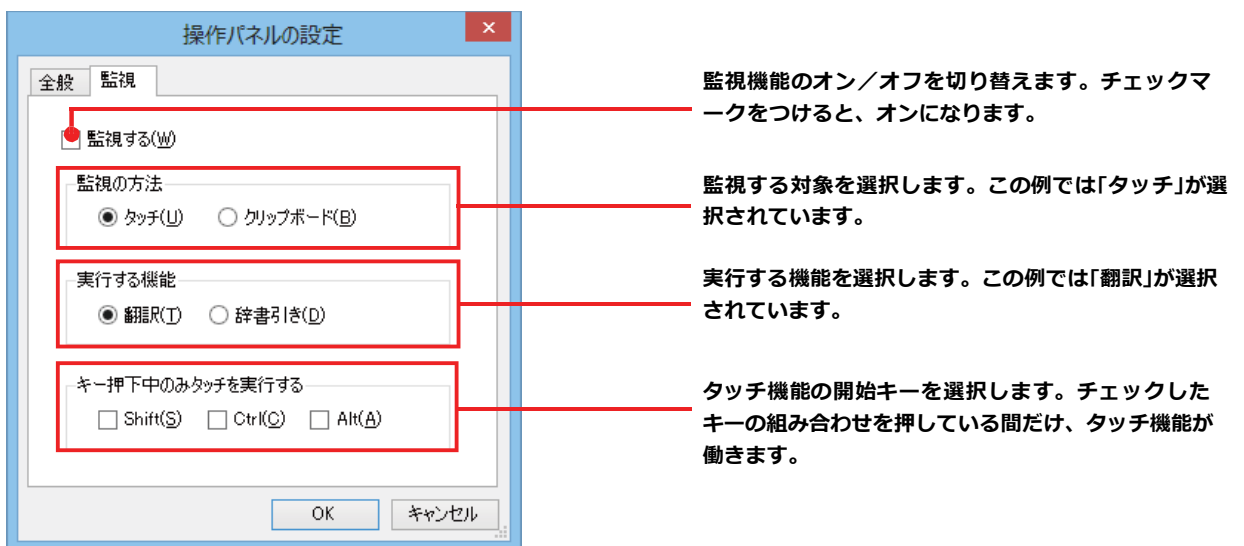 操作パネルの設定
全般 監視
監視する(W)
監視の方法
タッチ(U) クリップボード(B)
実行する機能
翻訳(T) 辞書引き(D)
キー押下中のみタッチを実行する
Shift(S) Ctrl(C) Alt(A)
OK キャンセル
監視機能のオン／オフを切り替えます。チェックマ
ークをつけると、オンになります。
監視する対象を選択します。この例では「タッチ」が選
択されています。
実行する機能を選択します。この例では「翻訳」が選択
されています。
タッチ機能の開始キーを選択します。チェックした
キーの組み合わせを押している間だけ、タッチ機能が
働きます。